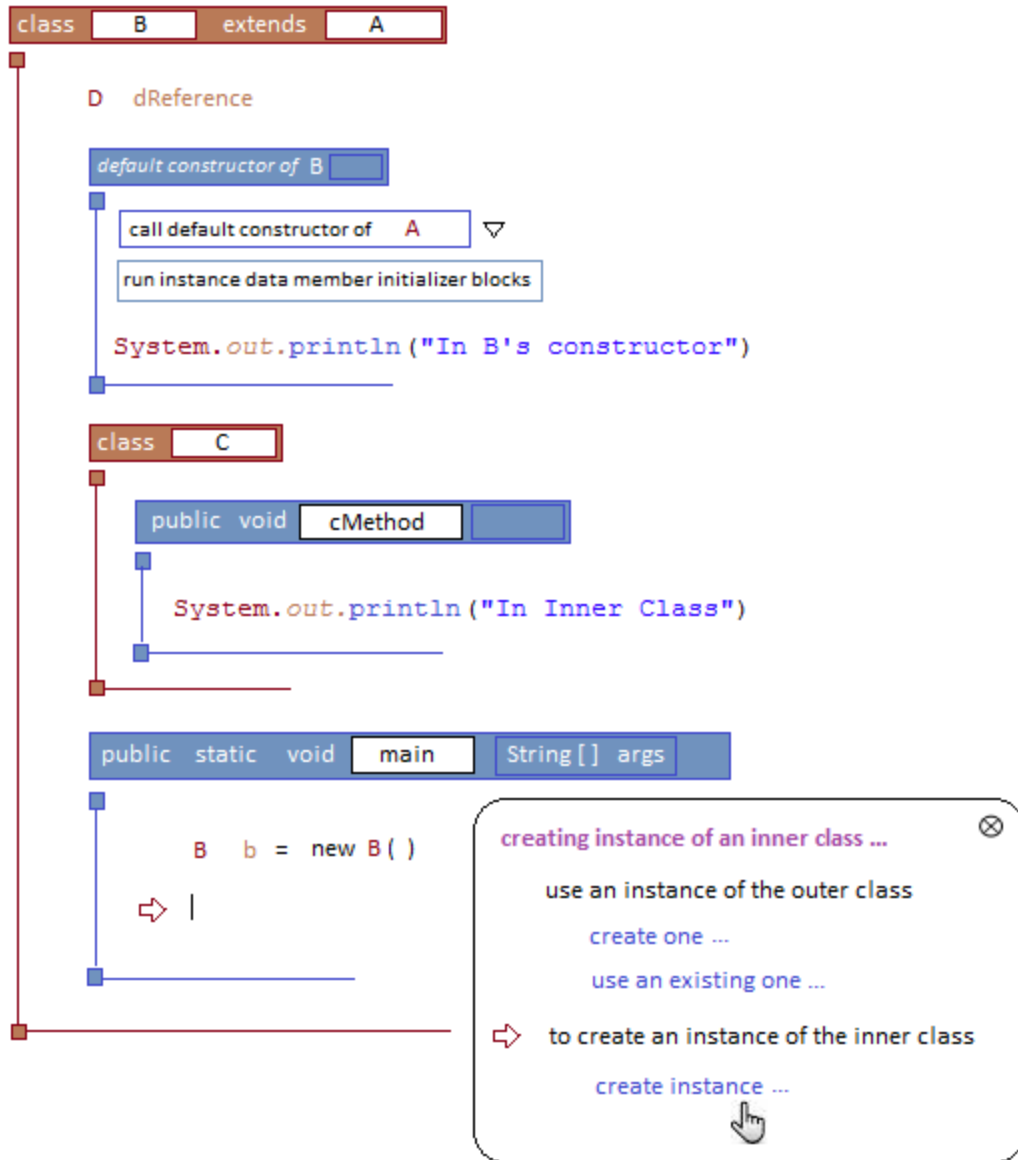 class B extends A
D dReference
default constructor of B
call default constructor of A
run instance data member initializer blocks
System.out.println("In B's constructor")
class C
public void cMethod
System.out.println("In Inner Class")
public static void main String[] args
B b = new B()
creating instance of an inner class ...
use an instance of the outer class
create one ...
use an existing one ...
to create an instance of the inner class
create instance ...